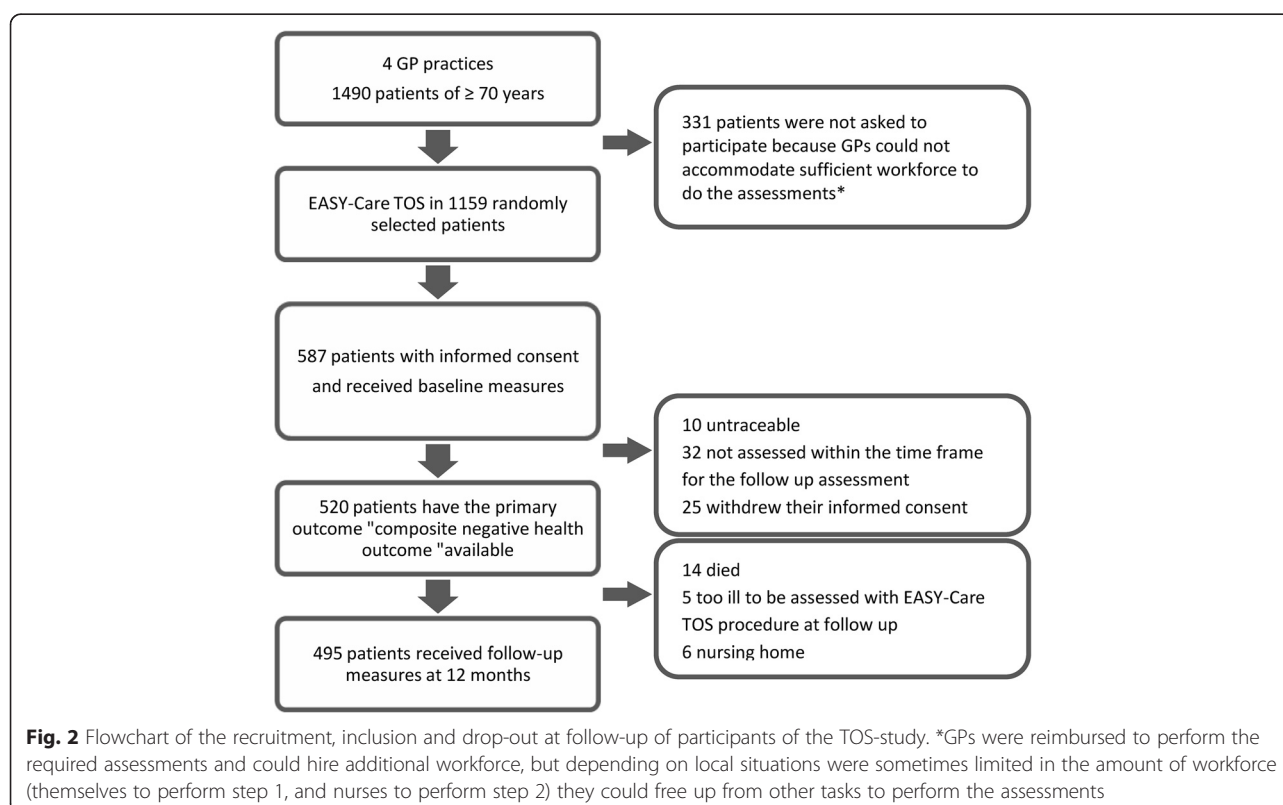 4 GP practices
1490 patients of ≥ 70 years
331 patients were not asked to
participate because GPs could not
accommodate sufficient workforce to
do the assessments*
EASY-Care TOS in 1159 randomly
selected patients
587 patients with informed consent
and received baseline measures
10 untraceable
32 not assessed within the time frame
for the follow up assessment
25 withdrew their informed consent
520 patients have the primary
outcome "composite negative health
outcome "available
14 died
5 too ill to be assessed with EASY-Care
TOS procedure at follow up
6 nursing home
495 patients received follow-up
measures at 12 months
Fig. 2 Flowchart of the recruitment, inclusion and drop-out at follow-up of participants of the TOS-study. *GPs were reimbursed to perform the
required assessments and could hire additional workforce, but depending on local situations were sometimes limited in the amount of workforce
(themselves to perform step 1, and nurses to perform step 2) they could free up from other tasks to perform the assessments